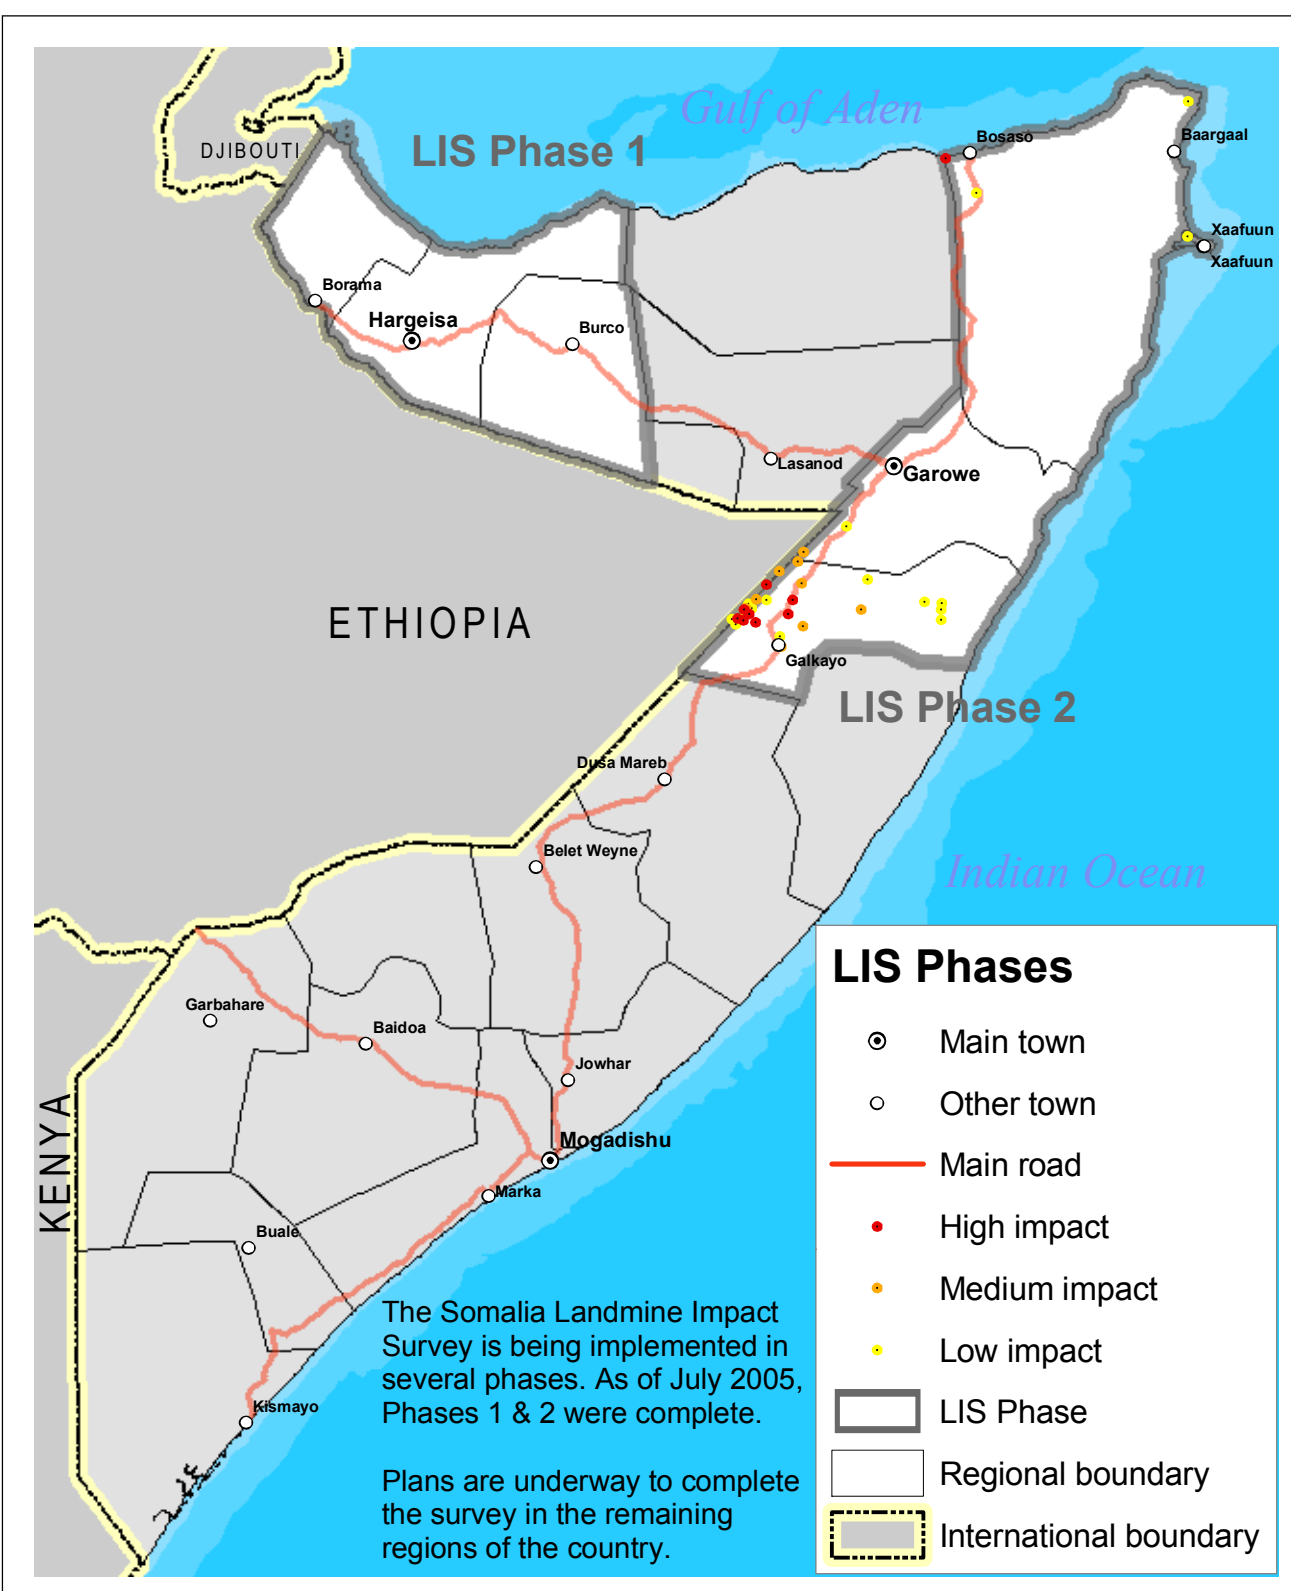 Gulf of Aden
LIS Phase 1
DJIBOUTI
Bosaso
Baargaal
Xaafuun
Xaafuun
Borama
Hargeisa
Burco
Lasanod
Garowe
ETHIOPIA
Galkayo
LIS Phase 2
Dusa Mareb
Belet Weyne
Indian Ocean
Garbahare
Baidoa
Jowhar
KENYA
Mogadishu
Marka
Buale
Kismayo
The Somalia Landmine Impact
Survey is being implemented in
several phases. As of July 2005,
Phases 1 & 2 were complete.
Plans are underway to complete
the survey in the remaining
regions of the country.
LIS Phases
Main town
Other town
Main road
High impact
Medium impact
Low impact
LIS Phase
Regional boundary
International boundary